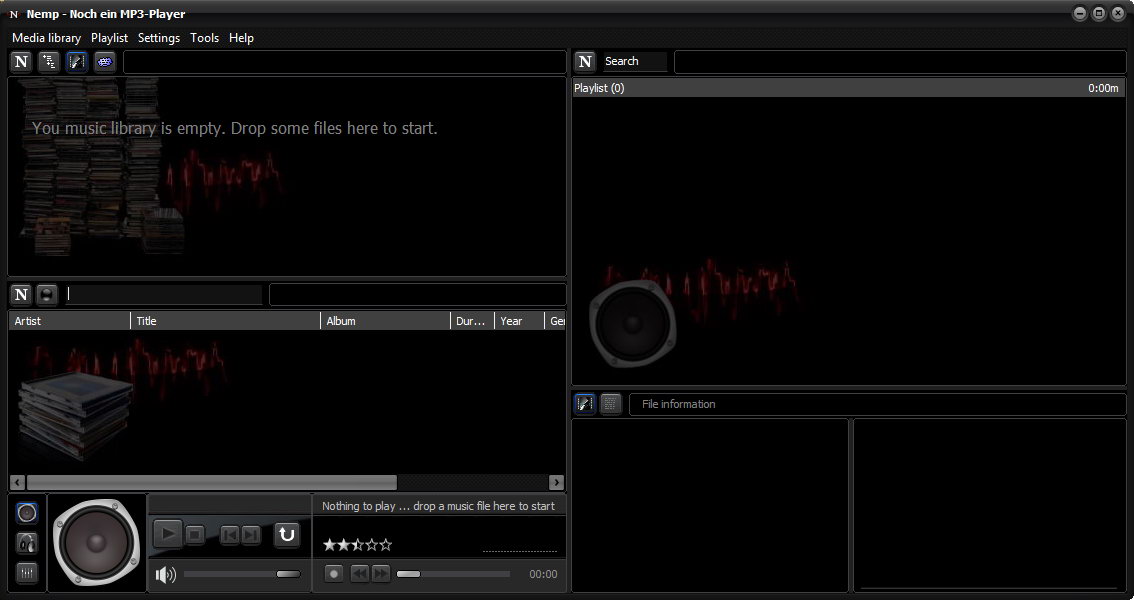 N Nemp - Noch ein MP3-Player
Media library Playlist Settings Tools Help
N
You music library is empty. Drop some files here to start.
N
Artist Title Album Dur... Year Ger
Nothing to play ... drop a music file here to start
00:00
N Search
Playlist (0) 0:00m
File information